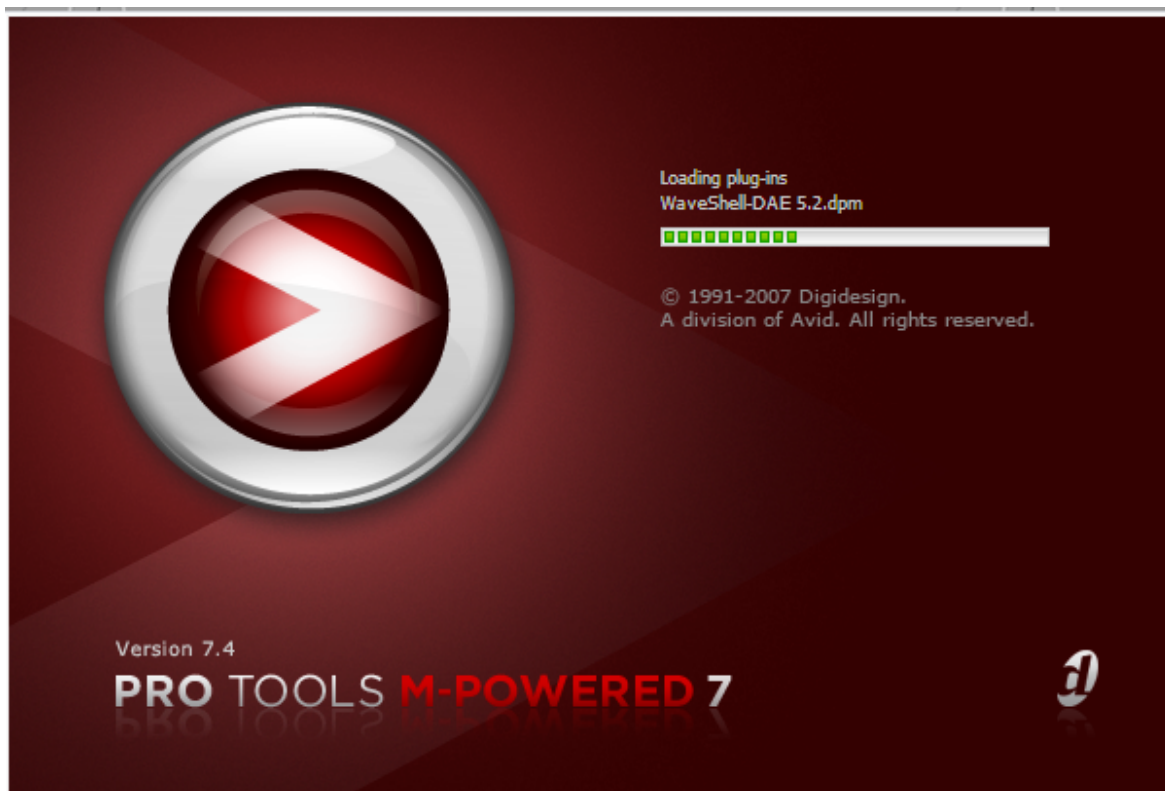 Loading plug-ins
WaveShell-DAE 5.2.dpm
© 1991-2007 Digidesign.
A division of Avid. All rights reserved.
Version 7.4
PRO TOOLS M-POWERED 7